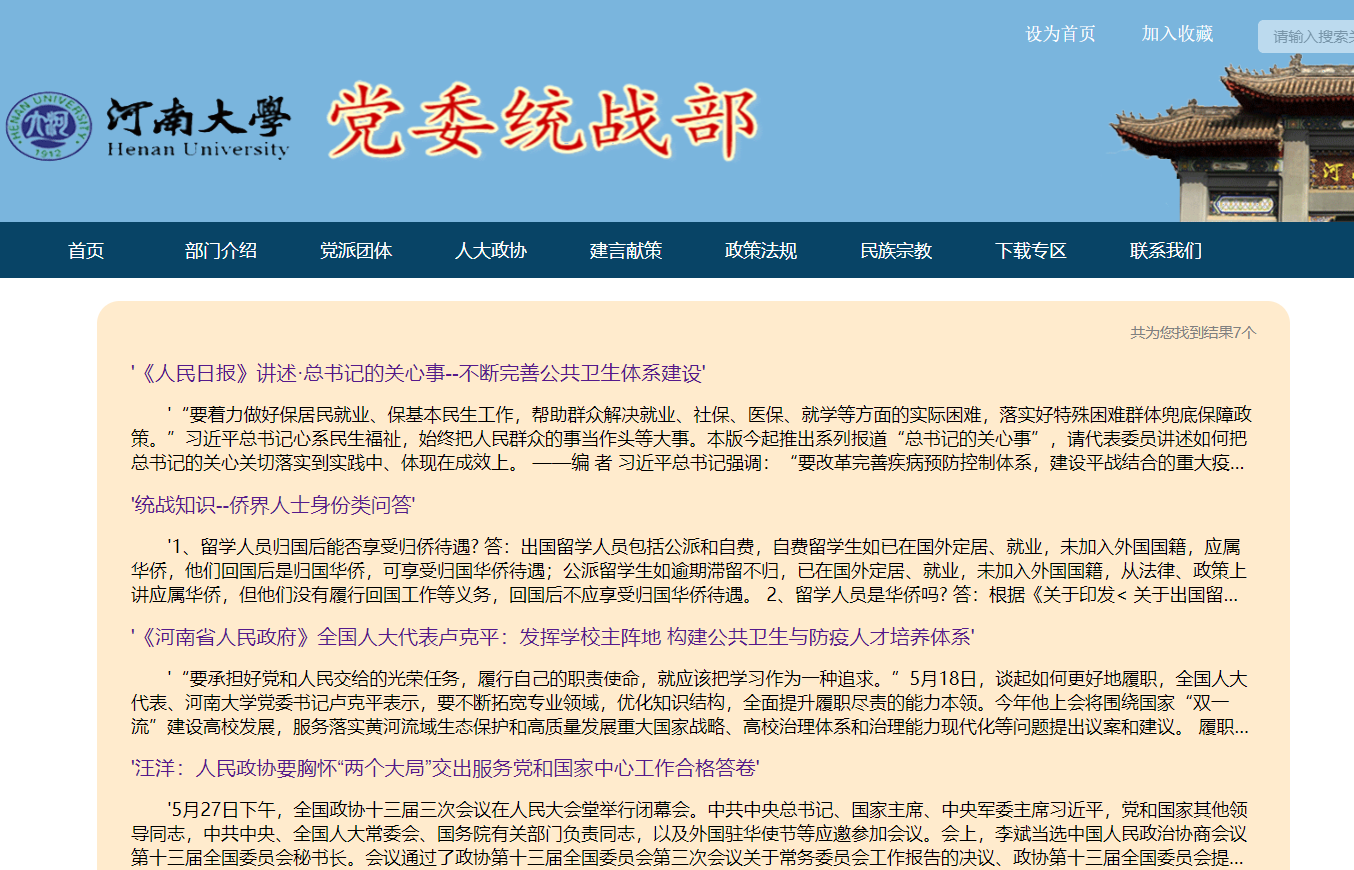 设为首页 加入收藏 请输入搜索关
河南大學 党委统战部
Henan University
HENAN UNIVERSITY
1912
河
首页 部门介绍 党派团体 人大政协 建言献策 政策法规 民族宗教 下载专区 联系我们
共为您找到结果7个
'《人民日报》讲述·总书记的关心事--不断完善公共卫生体系建设'
'“要着力做好保居民就业、保基本民生工作，帮助群众解决就业、社保、医保、就学等方面的实际困难，落实好特殊困难群体兜底保障政
策。”习近平总书记心系民生福祉，始终把人民群众的事当作头等大事。本版今起推出系列报道“总书记的关心事”，请代表委员讲述如何把
总书记的关心关切落实到实践中、体现在成效上。 ——编 者 习近平总书记强调：“要改革完善疾病预防控制体系，建设平战结合的重大疫...
'统战知识--侨界人士身份类问答'
'1、留学人员归国后能否享受归侨待遇? 答：出国留学人员包括公派和自费，自费留学生如已在国外定居、就业，未加入外国国籍，应属
华侨，他们回国后是归国华侨，可享受归国华侨待遇；公派留学生如逾期滞留不归，已在国外定居、就业，未加入外国国籍，从法律、政策上
讲应属华侨，但他们没有履行回国工作等义务，回国后不应享受归国华侨待遇。 2、留学人员是华侨吗? 答：根据《关于印发< 关于出国留...
'《河南省人民政府》全国人大代表卢克平：发挥学校主阵地 构建公共卫生与防疫人才培养体系'
'“要承担好党和人民交给的光荣任务，履行自己的职责使命，就应该把学习作为一种追求。”5月18日，谈起如何更好地履职，全国人大
代表、河南大学党委书记卢克平表示，要不断拓宽专业领域，优化知识结构，全面提升履职尽责的能力本领。今年他上会将围绕国家“双一
流”建设高校发展，服务落实黄河流域生态保护和高质量发展重大国家战略、高校治理体系和治理能力现代化等问题提出议案和建议。 履职...
'汪洋：人民政协要胸怀“两个大局”交出服务党和国家中心工作合格答卷'
'5月27日下午，全国政协十三届三次会议在人民大会堂举行闭幕会。中共中央总书记、国家主席、中央军委主席习近平，党和国家其他领
导同志，中共中央、全国人大常委会、国务院有关部门负责同志，以及外国驻华使节等应邀参加会议。会上，李斌当选中国人民政治协商会议
第十三届全国委员会秘书长。会议通过了政协第十三届全国委员会第三次会议关于常务委员会工作报告的决议、政协第十三届全国委员会提...